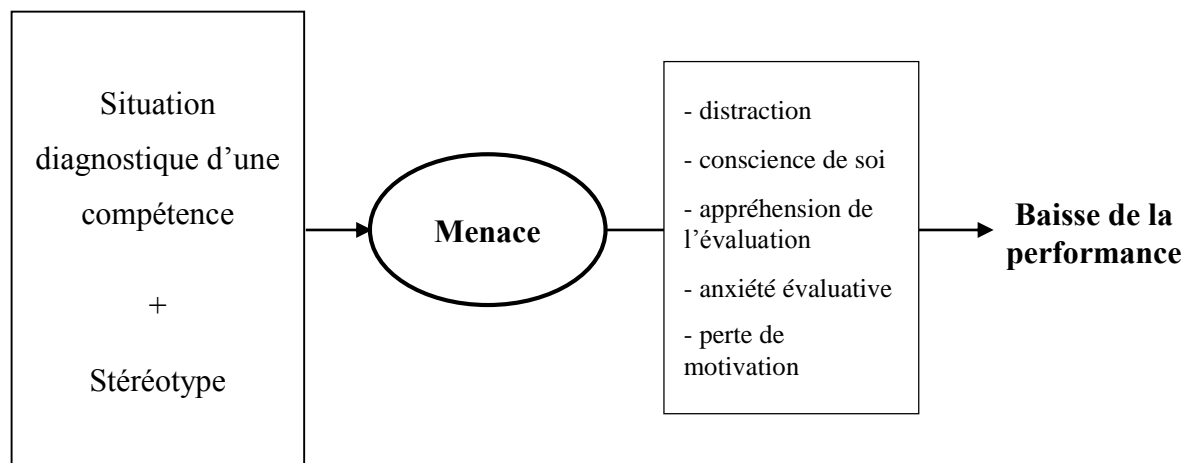 Situation
diagnostique d’une
compétence
+
Stéréotype
Menace
- distraction
- conscience de soi
- appréhension de
l’évaluation
- anxiété évaluative
- perte de
motivation
Baisse de la
performance